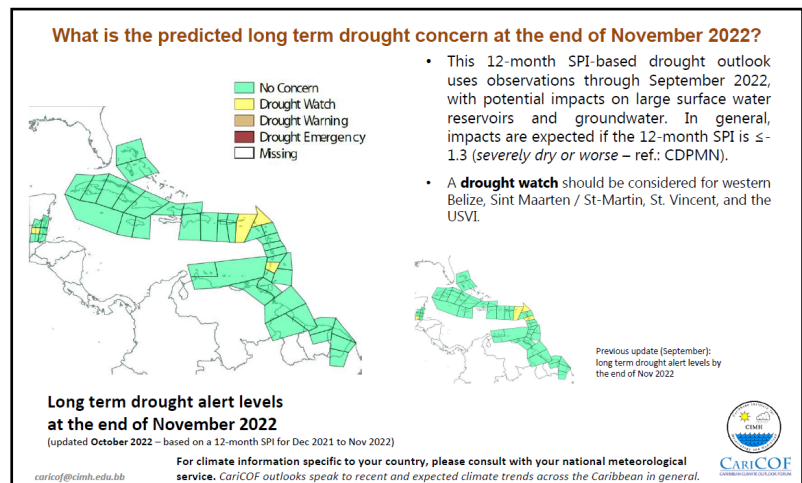 What is the predicted long term drought concern at the end of November 2022?
No Concern
Drought Watch
Drought Warning
Drought Emergency
Missing
• This 12-month SPI-based drought outlook
uses observations through September 2022,
with potential impacts on large surface water
reservoirs and groundwater. In general,
impacts are expected if the 12-month SPI is ≤-
1.3 (severely dry or worse – ref.: CDPMN).
• A drought watch should be considered for western
Belize, Sint Maarten / St-Martin, St. Vincent, and the
USVI.
Previous update (September):
long term drought alert levels by
the end of Nov 2022
Long term drought alert levels
at the end of November 2022
(updated October 2022 – based on a 12-month SPI for Dec 2021 to Nov 2022)
For climate information specific to your country, please consult with your national meteorological
service. CariCOF outlooks speak to recent and expected climate trends across the Caribbean in general.
caricof@cimh.edu.bb
CIMH
CARICOF
CARIBBEAN CLIMATE OUTLOOK FORUM